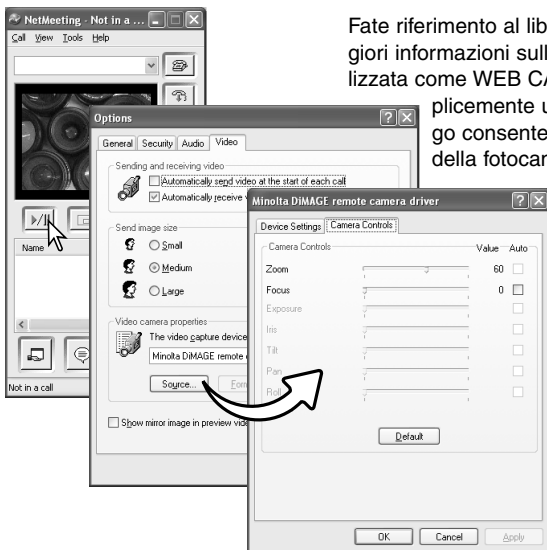 NetMeeting - Not in a ...
Call View Tools Help
Name
Not in a call
Fate riferimento al
giori informazioni
lizzata come WEB
plicemente
go consente
della
Options
General Security Audio Video
Sending and receiving video
Automatically send video at the start of each call
Automatically receive
Send image size
Small
Medium
Large
Video camera properties
The video capture device
Minolta DiMAGE remote
Source...
Show mirror image in preview
Minolta DiMAGE remote camera driver
Device Settings Camera Controls
Camera Controls Value Auto
Zoom 60
Focus 0
Exposure
Iris
Tilt
Pan
Roll
Default
OK Cancel Apply